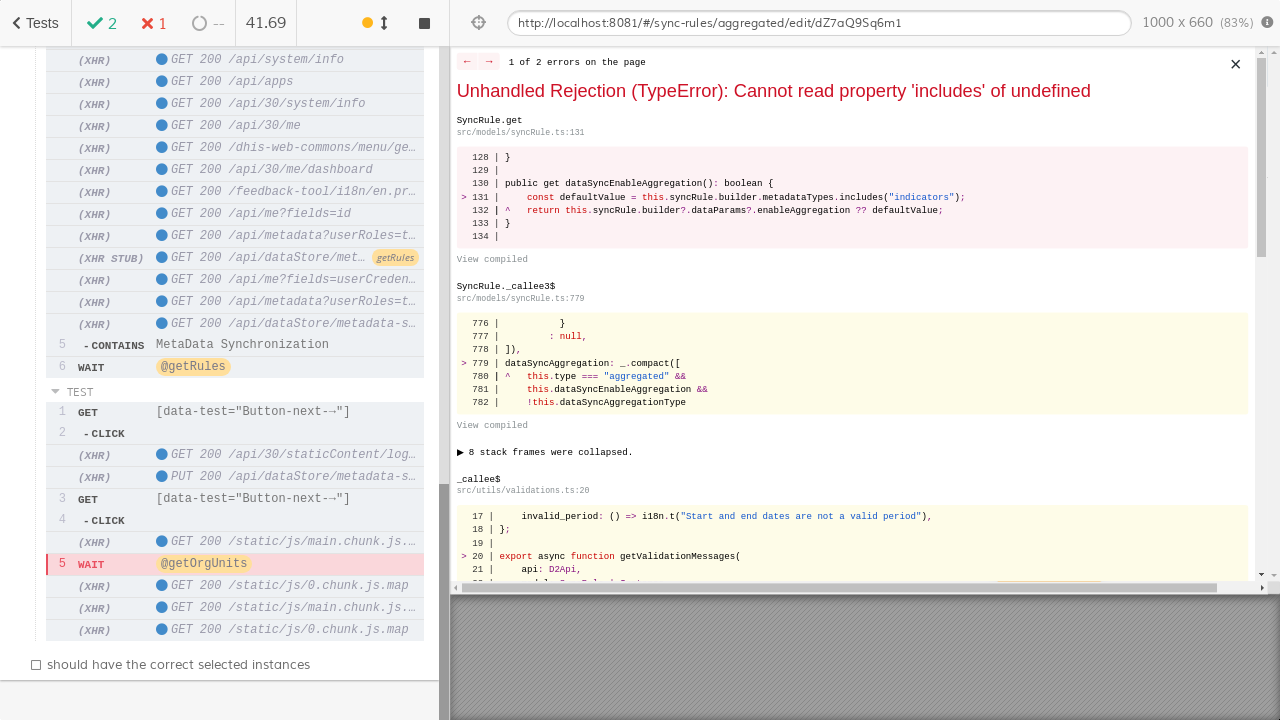 Tests
2
1
--
41.69
http://localhost:8081/#/sync-rules/aggregated/edit/dZ7aQ9Sq6m1
1000 x 660 (83%)
(XHR) GET 200 /api/system/info
(XHR) GET 200 /api/apps
(XHR) GET 200 /api/30/system/info
(XHR) GET 200 /api/30/me
(XHR) GET 200 /dhis-web-commons/menu/ge…
(XHR) GET 200 /api/30/me/dashboard
(XHR) GET 200 /feedback-tool/i18n/en.pr…
(XHR) GET 200 /api/me?fields=id
(XHR) GET 200 /api/metadata?userRoles=t…
(XHR STUB) GET 200 /api/dataStore/met… getRules
(XHR) GET 200 /api/me?fields=userCreden…
(XHR) GET 200 /api/metadata?userRoles=t…
(XHR) GET 200 /api/dataStore/metadata-s…
5 -CONTAINS MetaData Synchronization
6 WAIT @getRules
TEST
1 GET [data-test="Button-next-→"]
2 -CLICK
(XHR) GET 200 /api/30/staticContent/log…
(XHR) PUT 200 /api/dataStore/metadata-s…
3 GET [data-test="Button-next-→"]
4 -CLICK
(XHR) GET 200 /static/js/main.chunk.js.…
5 WAIT @getOrgUnits
(XHR) GET 200 /static/js/0.chunk.js.map
(XHR) GET 200 /static/js/main.chunk.js.…
(XHR) GET 200 /static/js/0.chunk.js.map
should have the correct selected instances
← → 1 of 2 errors on the page
Unhandled Rejection (TypeError): Cannot read property 'includes' of undefined
SyncRule.get
src/models/syncRule.ts:131
128 | }
129 |
130 | public get dataSyncEnableAggregation(): boolean {
> 131 | const defaultValue = this.syncRule.builder.metadataTypes.includes("indicators");
132 | ^ return this.syncRule.builder?.dataParams?.enableAggregation ?? defaultValue;
133 | }
134 |
View compiled
SyncRule._callee3$
src/models/syncRule.ts:779
776 | }
777 | : null,
778 | ]),
> 779 | dataSyncAggregation: _.compact([
780 | ^ this.type === "aggregated" &&
781 | this.dataSyncEnableAggregation &&
782 | !this.dataSyncAggregationType
View compiled
▶ 8 stack frames were collapsed.
_callee$
src/utils/validations.ts:20
17 | invalid_period: () => i18n.t("Start and end dates are not a valid period"),
18 | };
19 |
> 20 | export async function getValidationMessages(
21 | api: D2Api,